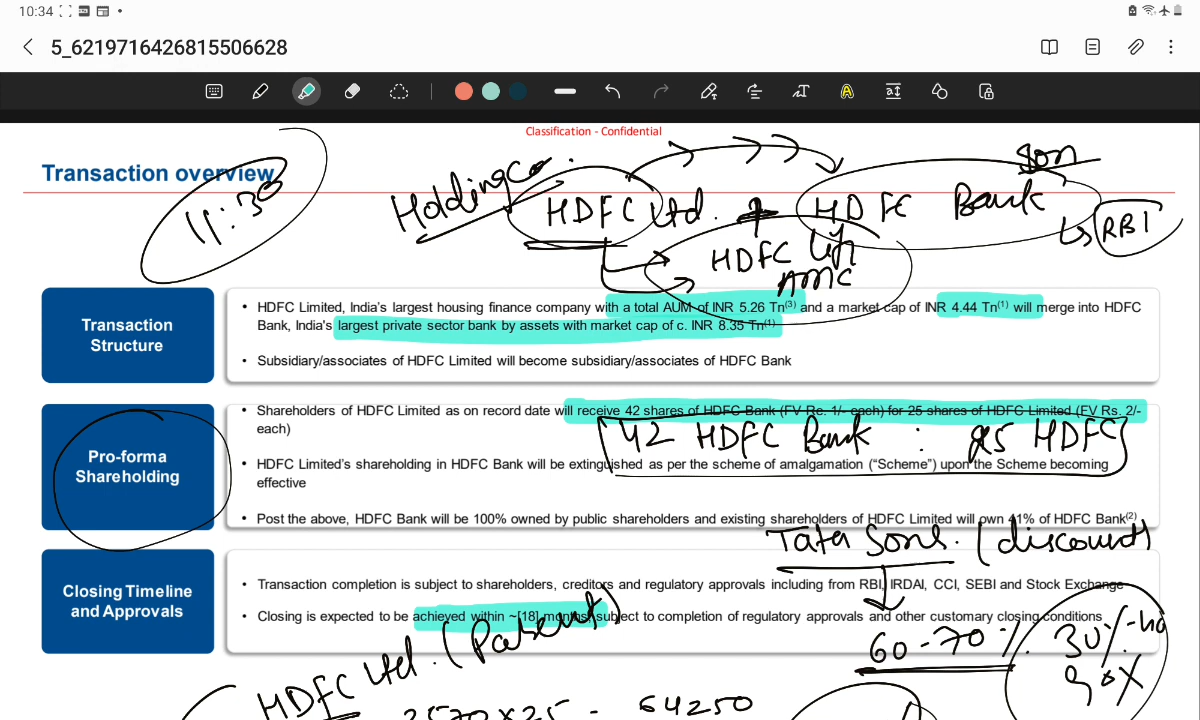 10:34
5_6219716426815506628
Classification - Confidential
Transaction overview
11:30
Holding Co.
HDFC Ltd. + HDFC Bank
Son
RBI
HDFC Life
AMC
Transaction Structure
• HDFC Limited, India's largest housing finance company with a total AUM of INR 5.26 Tn(3) and a market cap of INR 4.44 Tn(1) will merge into HDFC
Bank, India's largest private sector bank by assets with market cap of c. INR 8.35 Tn(1)
• Subsidiary/associates of HDFC Limited will become subsidiary/associates of HDFC Bank
Pro-forma Shareholding
• Shareholders of HDFC Limited as on record date will receive 42 shares of HDFC Bank (FV Re. 1/- each) for 25 shares of HDFC Limited (FV Rs. 2/-
each)
42 HDFC Bank : 25 HDFC
• HDFC Limited's shareholding in HDFC Bank will be extinguished as per the scheme of amalgamation ("Scheme") upon the Scheme becoming
effective
• Post the above, HDFC Bank will be 100% owned by public shareholders and existing shareholders of HDFC Limited will own 41% of HDFC Bank(2)
Tata Sons. (discount)
Closing Timeline and Approvals
• Transaction completion is subject to shareholders, creditors and regulatory approvals including from RBI, IRDAI, CCI, SEBI and Stock Exchange
• Closing is expected to be achieved within ~[18] months, subject to completion of regulatory approvals and other customary closing conditions
60-70%
30%
HDFC Ltd. (Parent)
2570x25 = 64250